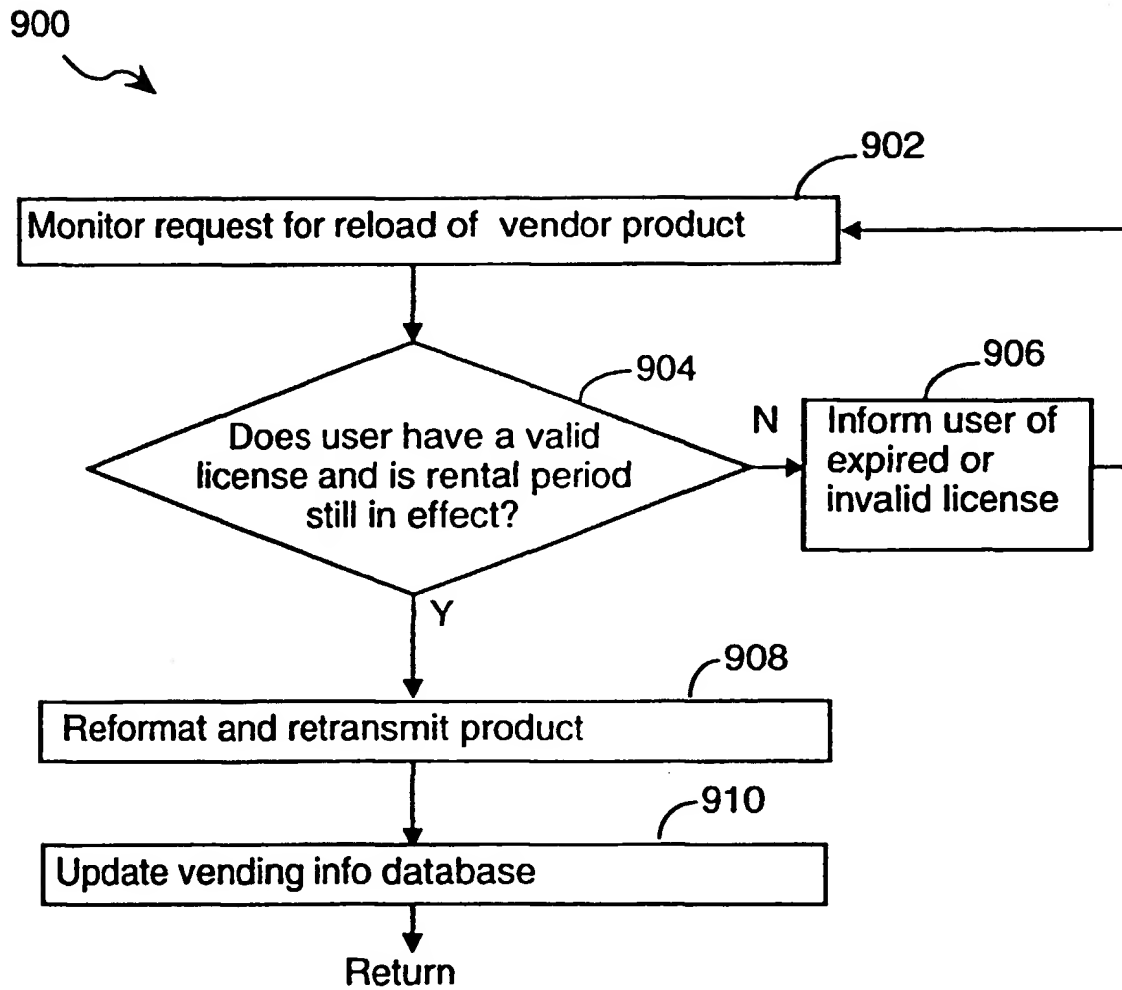 900
902
Monitor request for reload of vendor product
904
906
Does user have a valid
license and is rental period
still in effect?
N
Inform user of
expired or
invalid license
Y
908
Reformat and retransmit product
910
Update vending info database
Return